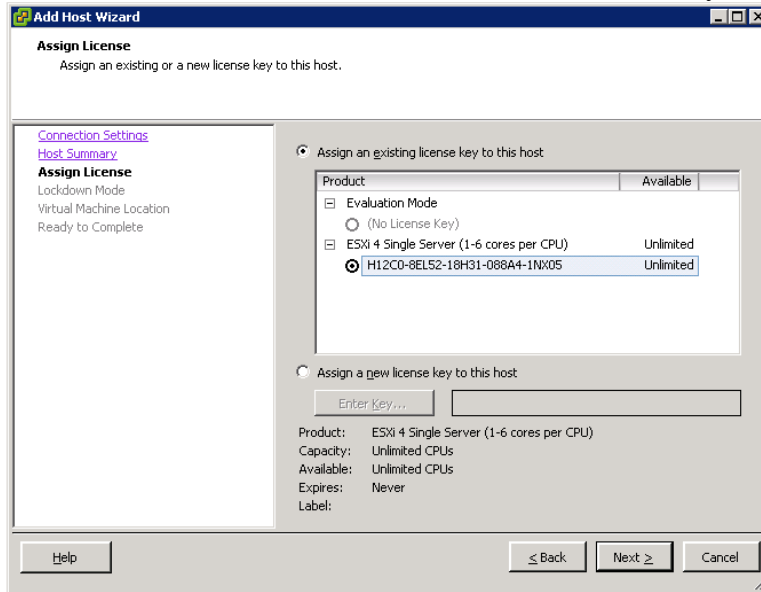 Add Host Wizard
Assign License
Assign an existing or a new license key to this host.
Connection Settings
Host Summary
Assign License
Lockdown Mode
Virtual Machine Location
Ready to Complete
Assign an existing license key to this host
Product Available
Evaluation Mode
(No License Key)
ESXi 4 Single Server (1-6 cores per CPU) Unlimited
H12C0-8EL52-18H31-088A4-1NX05 Unlimited
Assign a new license key to this host
Enter Key...
Product: ESXi 4 Single Server (1-6 cores per CPU)
Capacity: Unlimited CPUs
Available: Unlimited CPUs
Expires: Never
Label:
Help ≤ Back Next ≥ Cancel